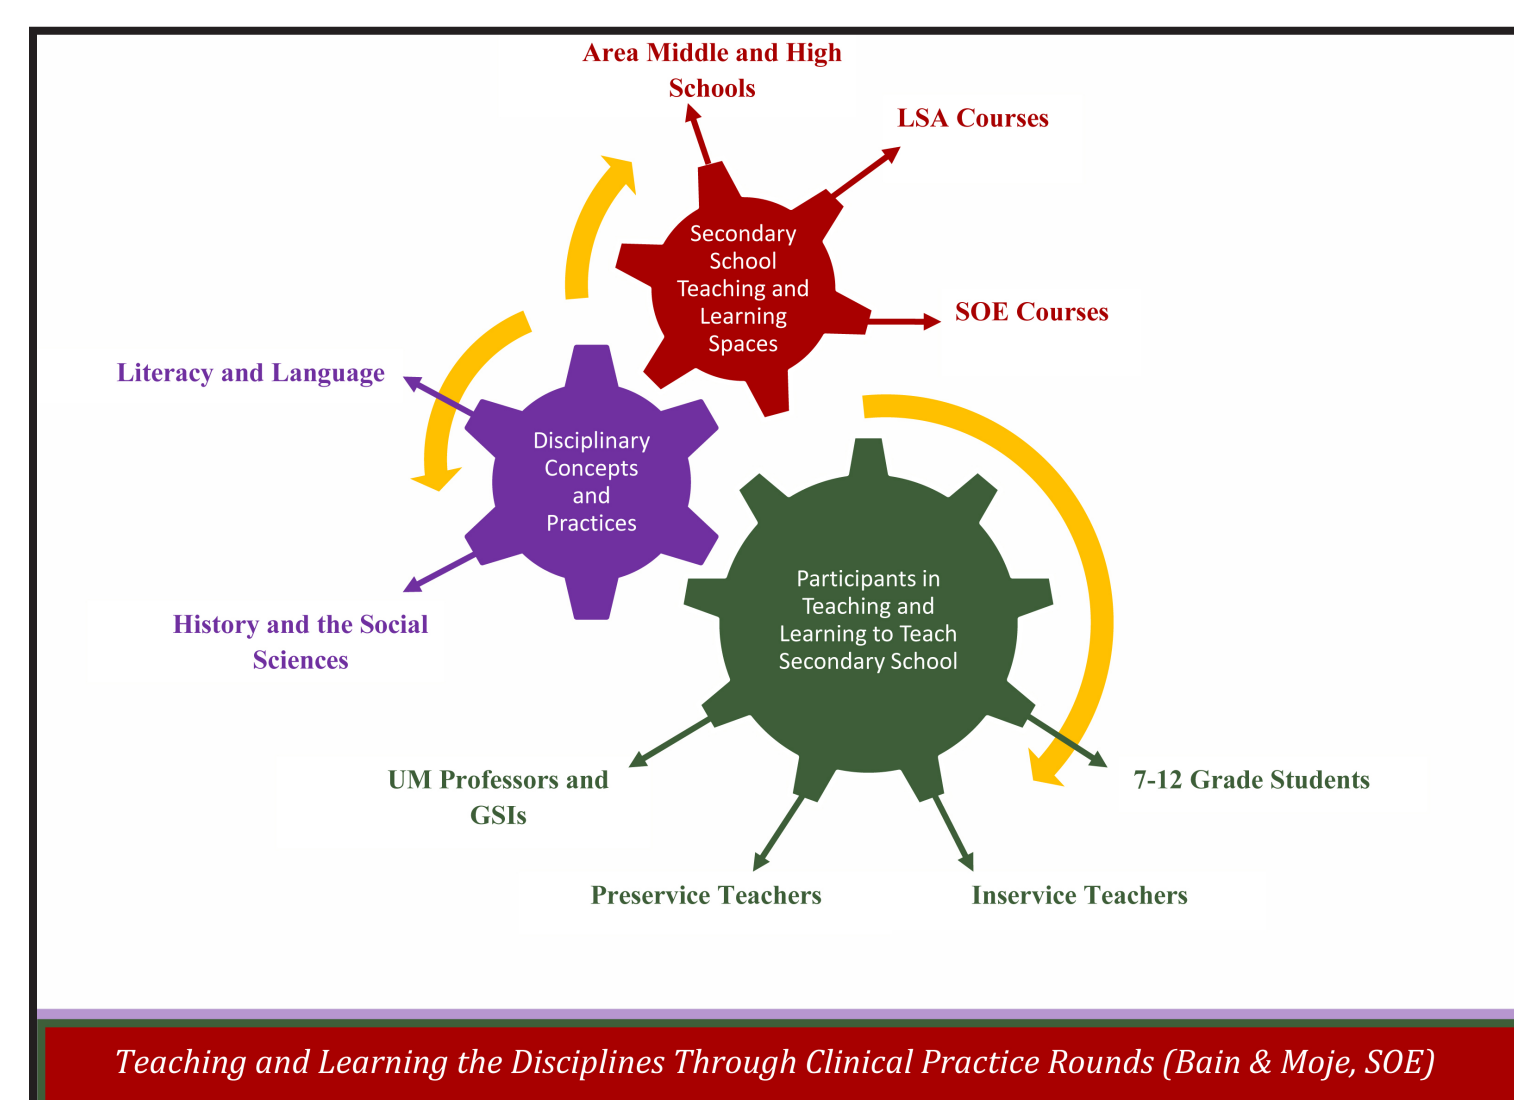 Area Middle and High
Schools
LSA Courses
Secondary
School
Teaching and
Learning
Spaces
SOE Courses
Literacy and Language
Disciplinary
Concepts
and
Practices
History and the Social
Sciences
Participants in
Teaching and
Learning to Teach
Secondary School
UM Professors and
GSIs
7-12 Grade Students
Preservice Teachers
Inservice Teachers
Teaching and Learning the Disciplines Through Clinical Practice Rounds (Bain & Moje, SOE)